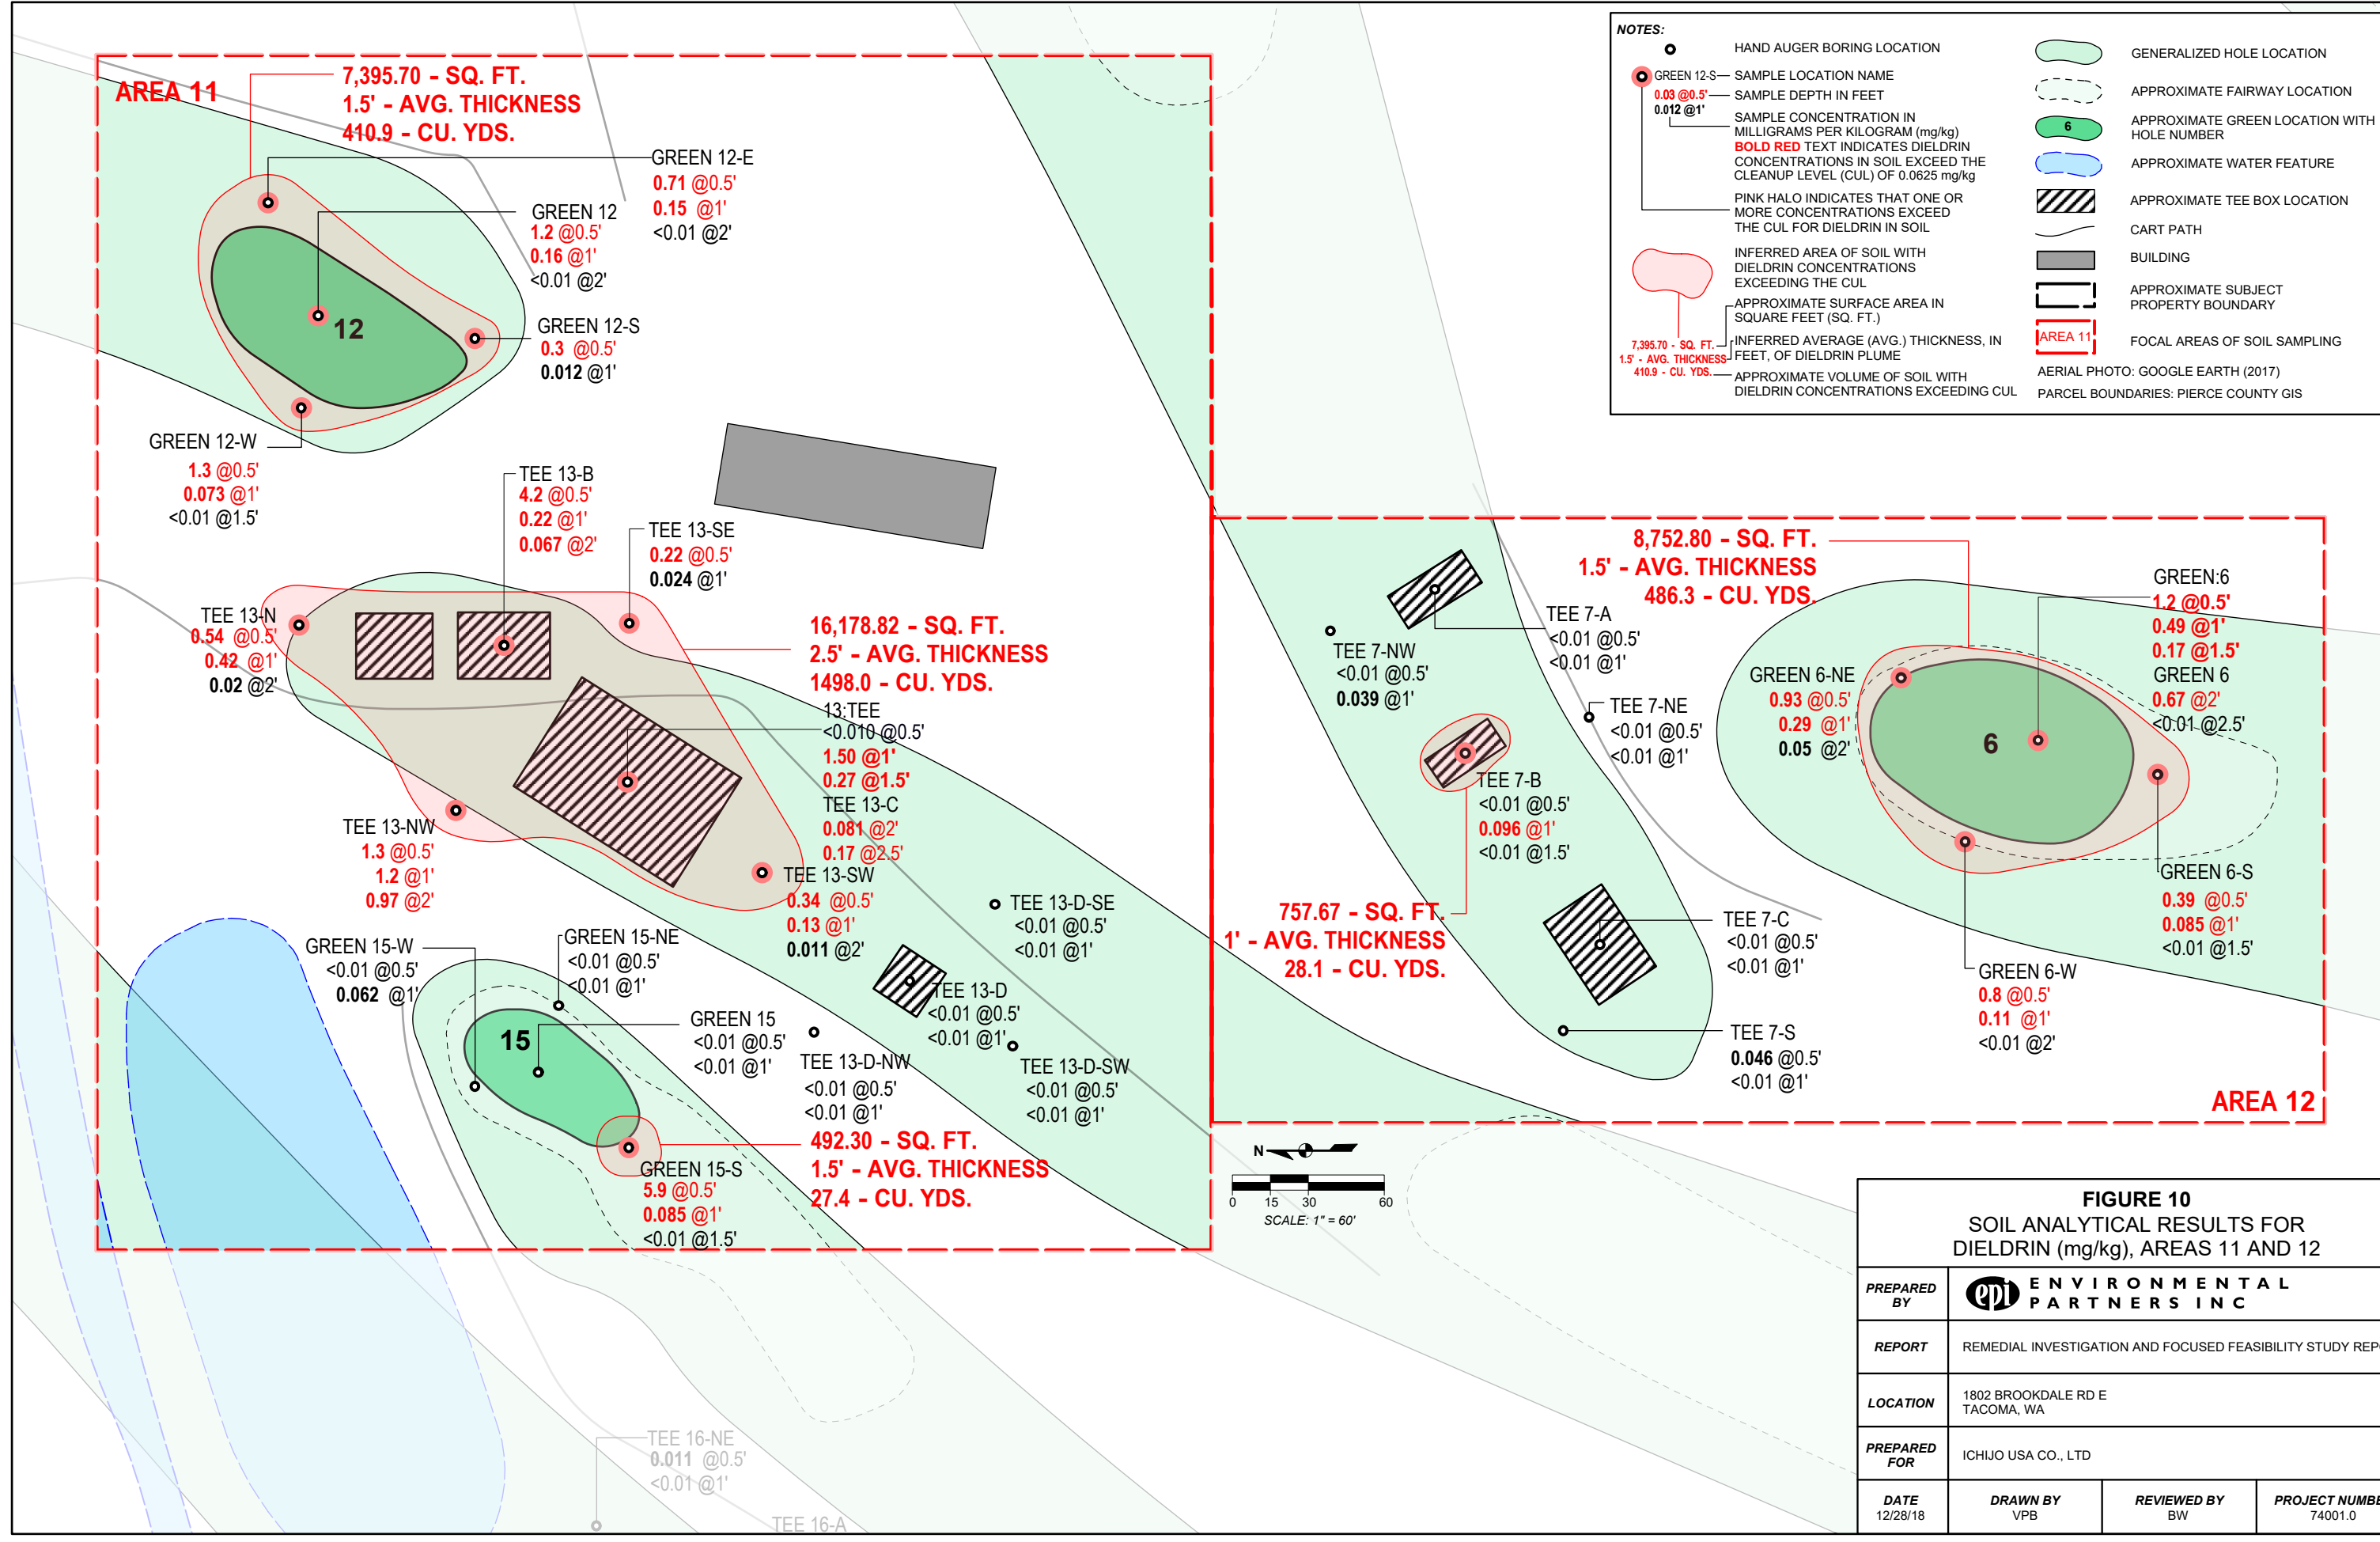 AREA 11
7,395.70 - SQ. FT.
1.5' - AVG. THICKNESS
410.9 - CU. YDS.
GREEN 12-E
0.71 @0.5'
0.15 @1'
<0.01 @2'
GREEN 12
1.2 @0.5'
0.16 @1'
<0.01 @2'
12
GREEN 12-S
0.3 @0.5'
0.012 @1'
GREEN 12-W
1.3 @0.5'
0.073 @1'
<0.01 @1.5'
TEE 13-B
4.2 @0.5'
0.22 @1'
0.067 @2'
TEE 13-SE
0.22 @0.5'
0.024 @1'
TEE 13-N
0.54 @0.5'
0.42 @1'
0.02 @2'
16,178.82 - SQ. FT.
2.5' - AVG. THICKNESS
1498.0 - CU. YDS.
13:TEE
<0.010 @0.5'
1.50 @1'
0.27 @1.5'
TEE 13-C
0.081 @2'
0.17 @2.5'
TEE 13-NW
1.3 @0.5'
1.2 @1'
0.97 @2'
TEE 13-SW
0.34 @0.5'
0.13 @1'
0.011 @2'
TEE 13-D-SE
<0.01 @0.5'
<0.01 @1'
GREEN 15-W
<0.01 @0.5'
0.062 @1'
GREEN 15-NE
<0.01 @0.5'
<0.01 @1'
TEE 13-D
<0.01 @0.5'
<0.01 @1'
15
GREEN 15
<0.01 @0.5'
<0.01 @1'
TEE 13-D-NW
<0.01 @0.5'
<0.01 @1'
TEE 13-D-SW
<0.01 @0.5'
<0.01 @1'
492.30 - SQ. FT.
1.5' - AVG. THICKNESS
27.4 - CU. YDS.
GREEN 15-S
5.9 @0.5'
0.085 @1'
<0.01 @1.5'
TEE 16-NE
0.011 @0.5'
<0.01 @1'
TEE 16-A
8,752.80 - SQ. FT.
1.5' - AVG. THICKNESS
486.3 - CU. YDS.
TEE 7-A
<0.01 @0.5'
<0.01 @1'
TEE 7-NW
<0.01 @0.5'
0.039 @1'
TEE 7-NE
<0.01 @0.5'
<0.01 @1'
TEE 7-B
<0.01 @0.5'
0.096 @1'
<0.01 @1.5'
757.67 - SQ. FT.
1' - AVG. THICKNESS
28.1 - CU. YDS.
TEE 7-C
<0.01 @0.5'
<0.01 @1'
TEE 7-S
0.046 @0.5'
<0.01 @1'
GREEN:6
1.2 @0.5'
0.49 @1'
0.17 @1.5'
GREEN 6
0.67 @2'
<0.01 @2.5'
GREEN 6-NE
0.93 @0.5'
0.29 @1'
0.05 @2'
6
GREEN 6-S
0.39 @0.5'
0.085 @1'
<0.01 @1.5'
GREEN 6-W
0.8 @0.5'
0.11 @1'
<0.01 @2'
AREA 12
N
0 15 30 60
SCALE: 1" = 60'
NOTES:
HAND AUGER BORING LOCATION
GREEN 12-S
SAMPLE LOCATION NAME
0.03 @0.5'
SAMPLE DEPTH IN FEET
0.012 @1'
SAMPLE CONCENTRATION IN
MILLIGRAMS PER KILOGRAM (mg/kg)
BOLD RED TEXT INDICATES DIELDRIN
CONCENTRATIONS IN SOIL EXCEED THE
CLEANUP LEVEL (CUL) OF 0.0625 mg/kg
PINK HALO INDICATES THAT ONE OR
MORE CONCENTRATIONS EXCEED
THE CUL FOR DIELDRIN IN SOIL
INFERRED AREA OF SOIL WITH
DIELDRIN CONCENTRATIONS
EXCEEDING THE CUL
APPROXIMATE SURFACE AREA IN
SQUARE FEET (SQ. FT.)
7,395.70 - SQ. FT.
INFERRED AVERAGE (AVG.) THICKNESS, IN
1.5' - AVG. THICKNESS
FEET, OF DIELDRIN PLUME
410.9 - CU. YDS.
APPROXIMATE VOLUME OF SOIL WITH
DIELDRIN CONCENTRATIONS EXCEEDING CUL
GENERALIZED HOLE LOCATION
APPROXIMATE FAIRWAY LOCATION
6
APPROXIMATE GREEN LOCATION WITH
HOLE NUMBER
APPROXIMATE WATER FEATURE
APPROXIMATE TEE BOX LOCATION
CART PATH
BUILDING
APPROXIMATE SUBJECT
PROPERTY BOUNDARY
AREA 11
FOCAL AREAS OF SOIL SAMPLING
AERIAL PHOTO: GOOGLE EARTH (2017)
PARCEL BOUNDARIES: PIERCE COUNTY GIS
FIGURE 10
SOIL ANALYTICAL RESULTS FOR
DIELDRIN (mg/kg), AREAS 11 AND 12
PREPARED
BY
epi ENVIRONMENTAL
PARTNERS INC
REPORT
REMEDIAL INVESTIGATION AND FOCUSED FEASIBILITY STUDY REP
LOCATION
1802 BROOKDALE RD E
TACOMA, WA
PREPARED
FOR
ICHIJO USA CO., LTD
DATE
12/28/18
DRAWN BY
VPB
REVIEWED BY
BW
PROJECT NUMBE
74001.0